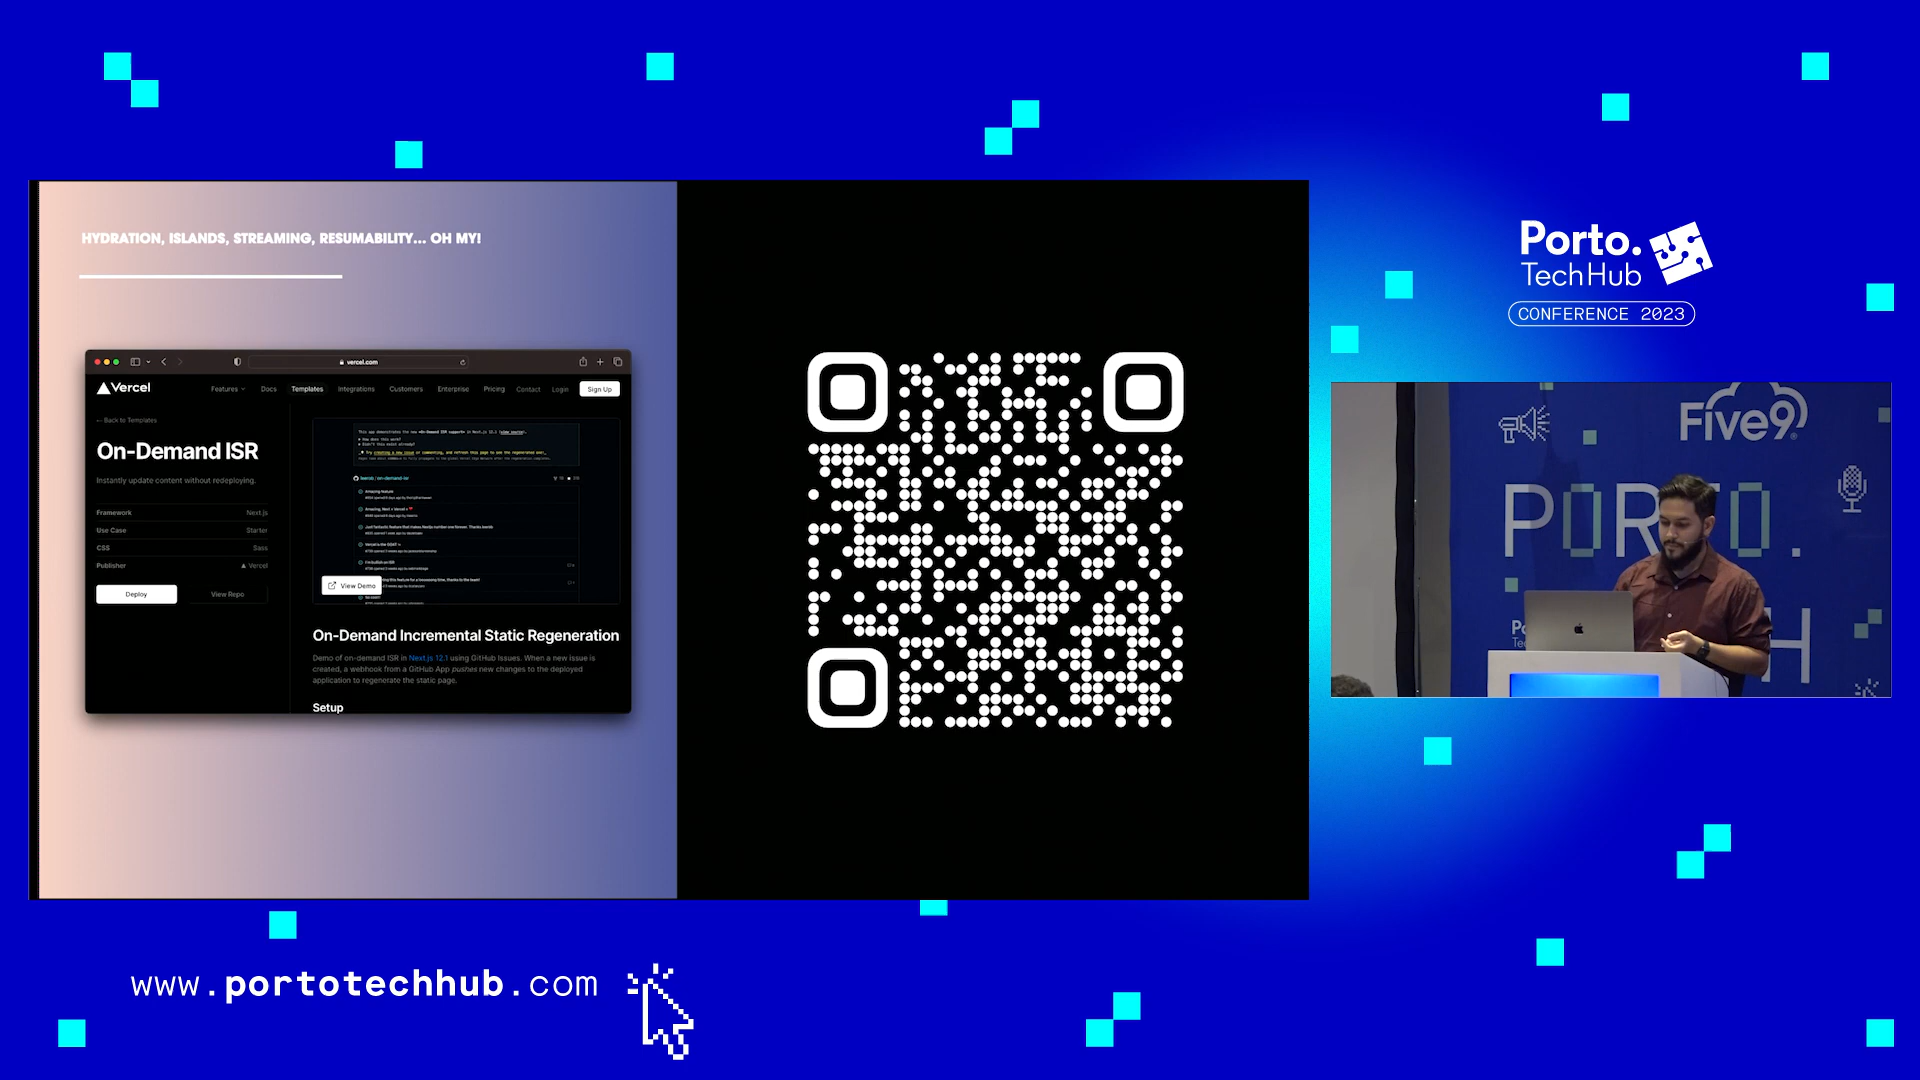 HYDRATION, ISLANDS, STREAMING, RESUMABILITY... OH MY!
vercel.com
Vercel
Features
Docs
Templates
Integrations
Customers
Enterprise
Pricing
Contact
Login
Sign Up
← Back to Templates
On-Demand ISR
Instantly update content without redeploying.
Framework Next.js
Use Case Starter
CSS Sass
Publisher Vercel
Deploy
View Repo
View Demo
On-Demand Incremental Static Regeneration
Demo of on-demand ISR in Next.js 12.1 using GitHub Issues. When a new issue is
created, a webhook from a GitHub App pushes new changes to the deployed
application to regenerate the static page.
Setup
Porto.
TechHub
CONFERENCE 2023
Five9
PORTO.
H
www.portotechhub.com